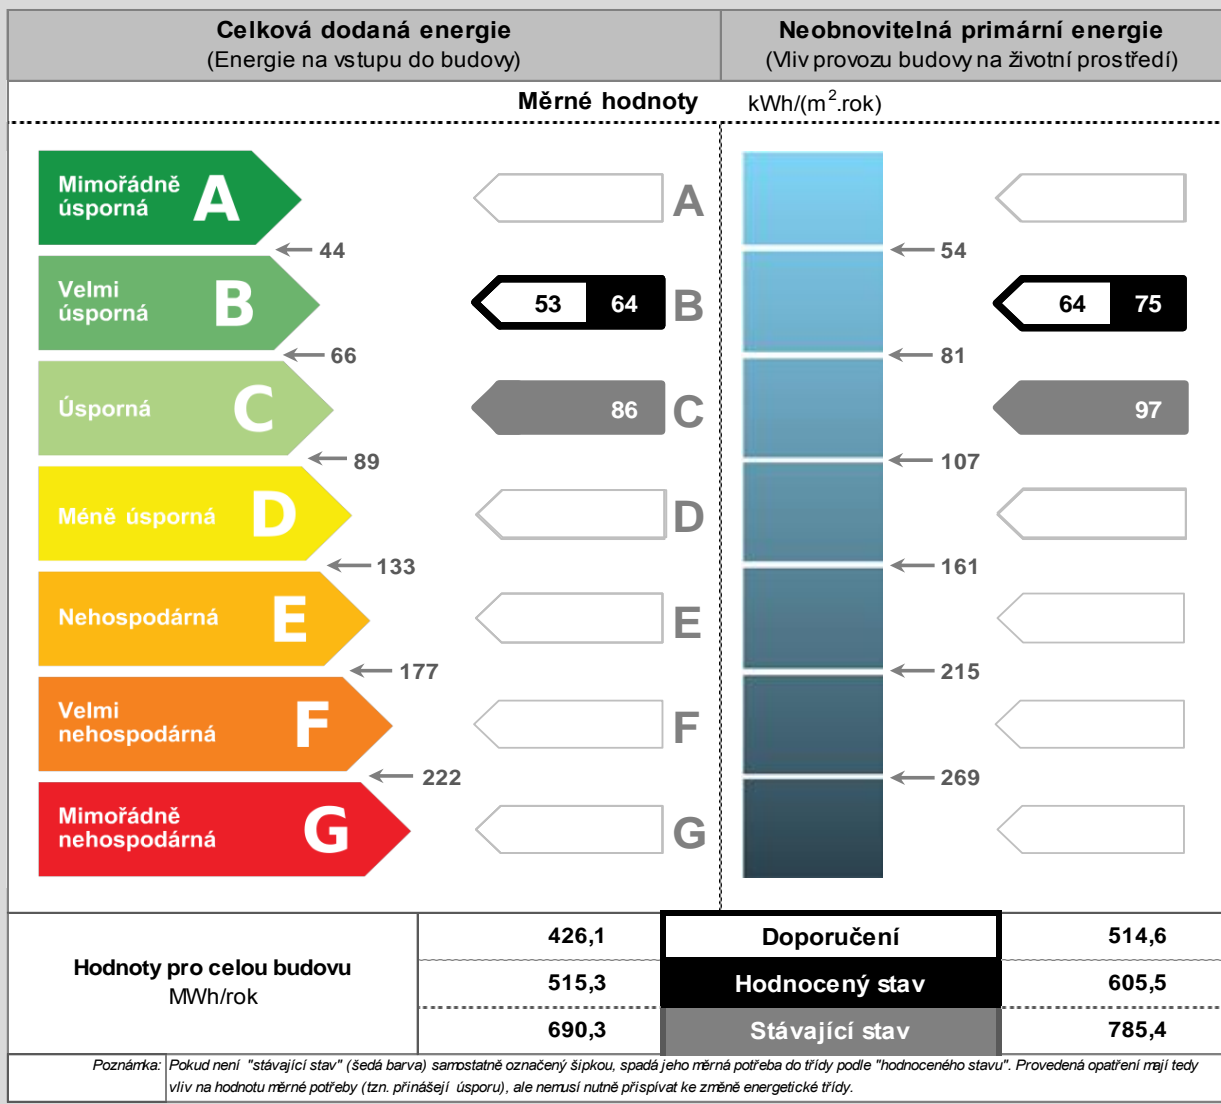 Celková dodaná energie
(Energie na vstupu do budovy)
Neobnovitelná primární energie
(Vliv provozu budovy na životní prostředí)
Měrné hodnoty kWh/(m².rok)
Mimořádně
úsporná
A
A
44
54
Velmi
úsporná
B
53 64
B
64 75
66
81
Úsporná
C
86
C
97
89
107
Méně úsporná
D
D
133
161
Nehospodárná
E
E
177
215
Velmi
nehospodárná
F
F
222
269
Mimořádně
nehospodárná
G
G
Hodnoty pro celou budovu
MWh/rok
426,1 Doporučení 514,6
515,3 Hodnocený stav 605,5
690,3 Stávající stav 785,4
Poznámka: Pokud není "stávající stav" (šedá barva) samostatně označený šipkou, spadá jeho měrná potřeba do třídy podle "hodnoceného stavu". Provedená opatření mají tedy
vliv na hodnotu měrné potřeby (tzn. přinášejí úsporu), ale nemusí nutně přispívat ke změně energetické třídy.